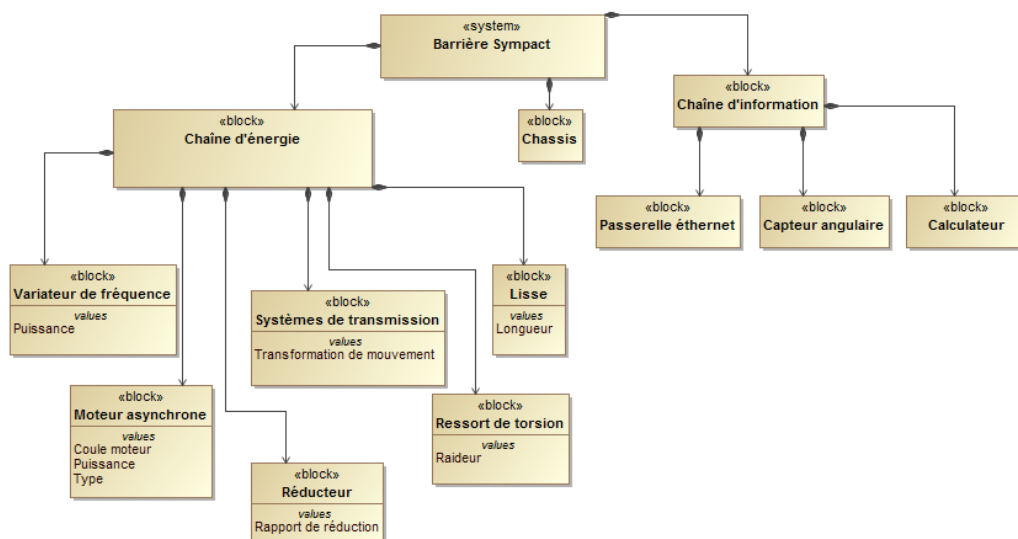 «system»
Barrière Sympact
«block»
Chaîne d'information
«block»
Chaîne d'énergie
«block»
Chassis
«block»
Passerelle éthernet
«block»
Capteur angulaire
«block»
Calculateur
«block»
Variateur de fréquence
values
Puissance
«block»
Systèmes de transmission
values
Transformation de mouvement
«block»
Lisse
values
Longueur
«block»
Moteur asynchrone
values
Coule moteur
Puissance
Type
«block»
Ressort de torsion
values
Raideur
«block»
Réducteur
values
Rapport de réduction